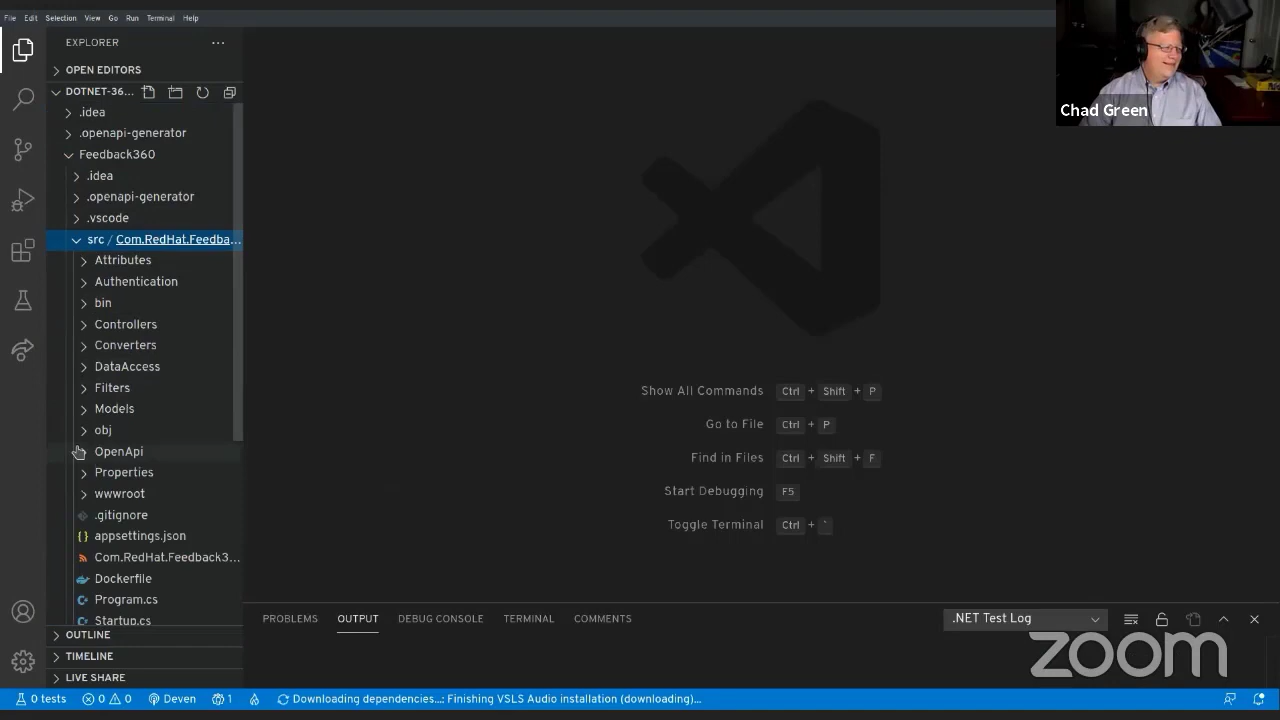 File Edit Selection View Go Run Terminal Help
EXPLORER ...
OPEN EDITORS
DOTNET-36...
.idea
.openapi-generator
Feedback360
.idea
.openapi-generator
.vscode
src / Com.RedHat.Feedba...
Attributes
Authentication
bin
Controllers
Converters
DataAccess
Filters
Models
obj
OpenApi
Properties
wwwroot
.gitignore
{} appsettings.json
Com.RedHat.Feedback3...
Dockerfile
C# Program.cs
C# Startup.cs
OUTLINE
TIMELINE
LIVE SHARE
Chad Green
Show All Commands Ctrl + Shift + P
Go to File Ctrl + P
Find in Files Ctrl + Shift + F
Start Debugging F5
Toggle Terminal Ctrl + `
PROBLEMS OUTPUT DEBUG CONSOLE TERMINAL COMMENTS .NET Test Log
zoom
0 tests 0 0 Deven 1 Downloading dependencies...: Finishing VSLS Audio installation (downloading)...